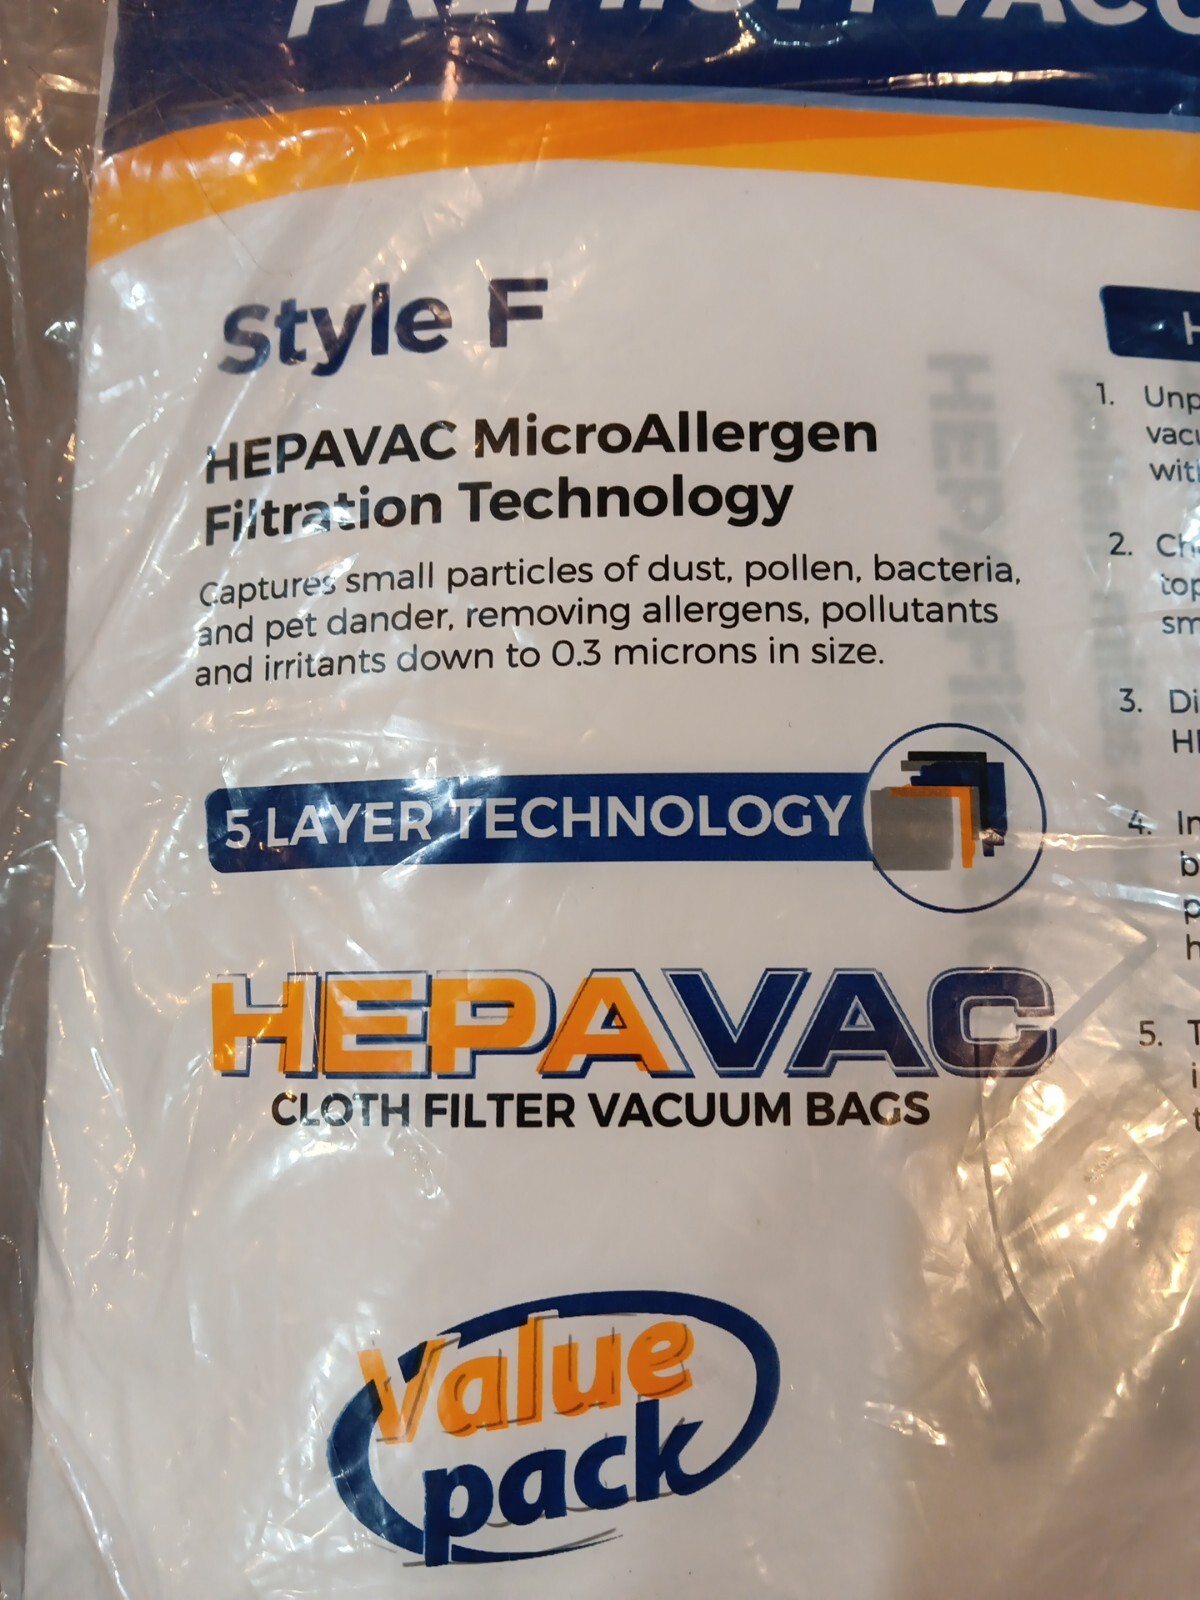 PREMIUM
Style F
HEPAVAC MicroAllergen
Filtration Technology
Captures small particles of dust, pollen, bacteria,
and pet dander, removing allergens, pollutants
and irritants down to 0.3 microns in size.
5 LAYER TECHNOLOGY
HEPAVAC
CLOTH FILTER VACUUM BAGS
Value
pack
1.
2.
3.
4.
5.